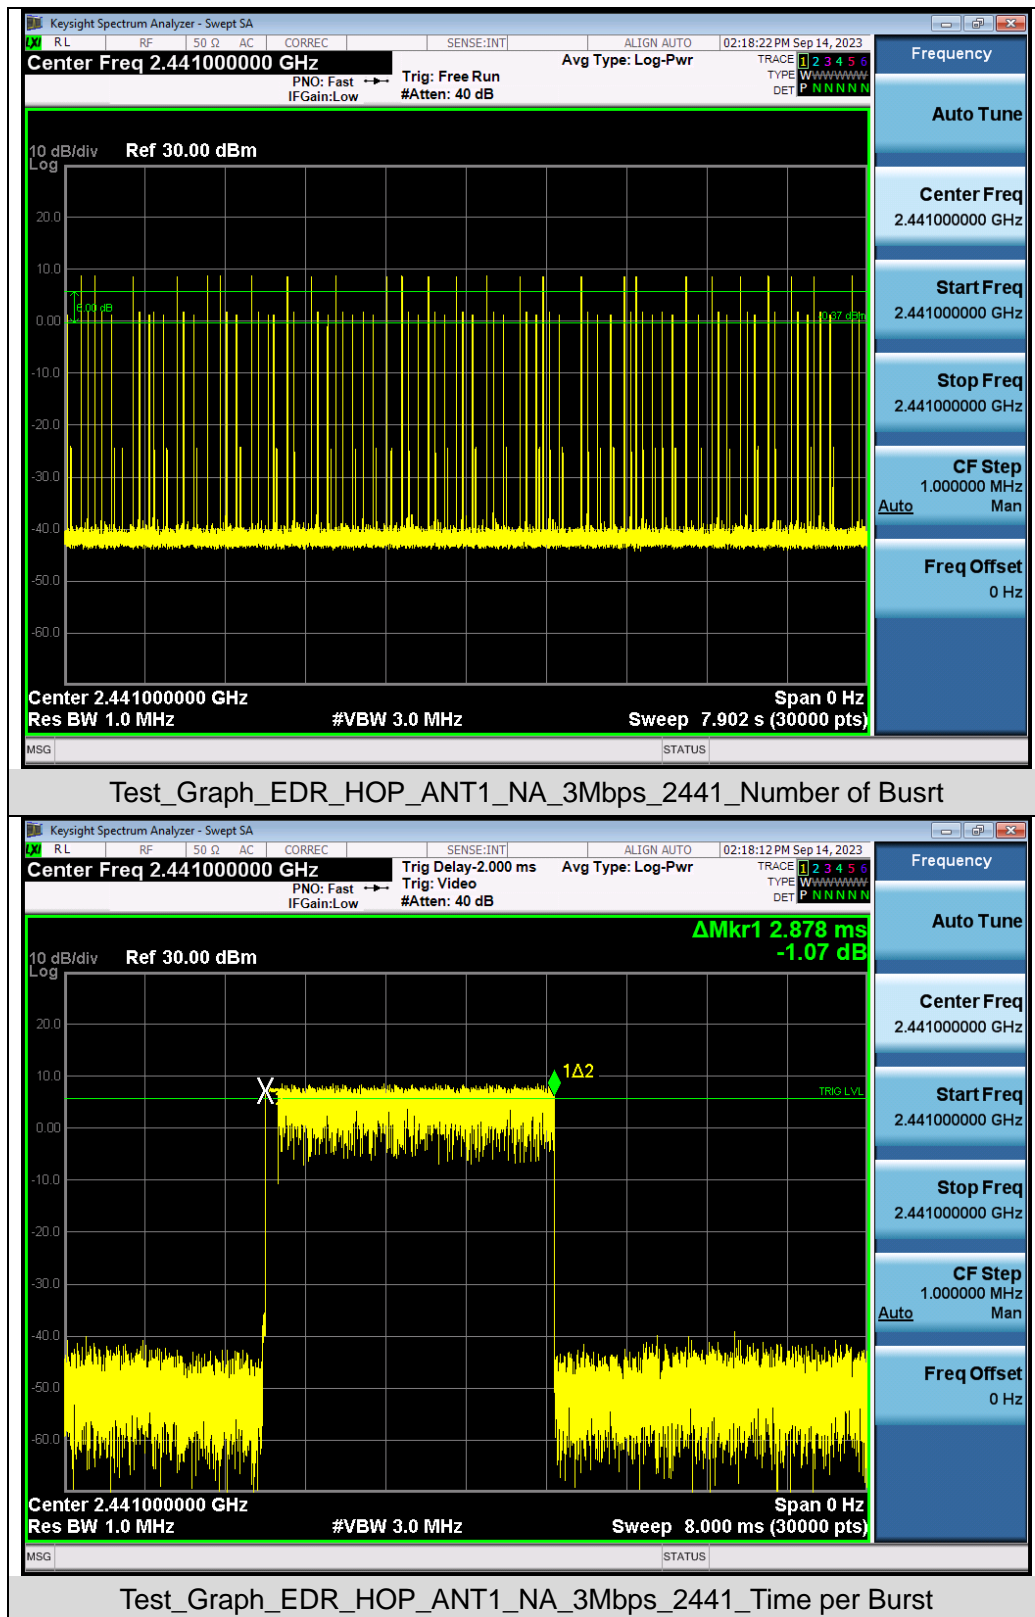 Keysight Spectrum Analyzer - Swept SA
LXI RL RF 50 Ω AC CORREC SENSE:INT ALIGN AUTO 02:18:22 PM Sep 14, 2023
Center Freq 2.441000000 GHz
PNO: Fast
IFGain:Low
Trig: Free Run
#Atten: 40 dB
Avg Type: Log-Pwr
TRACE 1 2 3 4 5 6
TYPE WWWWWW
DET P N N N N N
10 dB/div Ref 30.00 dBm
Log
20.0
10.0
6.00 dB
0.00
0.37 dBm
-10.0
-20.0
-30.0
-40.0
-50.0
-60.0
Center 2.441000000 GHz Span 0 Hz
Res BW 1.0 MHz #VBW 3.0 MHz Sweep 7.902 s (30000 pts)
MSG STATUS
Frequency
Auto Tune
Center Freq
2.441000000 GHz
Start Freq
2.441000000 GHz
Stop Freq
2.441000000 GHz
CF Step
1.000000 MHz
Auto Man
Freq Offset
0 Hz
Test_Graph_EDR_HOP_ANT1_NA_3Mbps_2441_Number of Busrt
Keysight Spectrum Analyzer - Swept SA
LXI RL RF 50 Ω AC CORREC SENSE:INT ALIGN AUTO 02:18:12 PM Sep 14, 2023
Center Freq 2.441000000 GHz
PNO: Fast
IFGain:Low
Trig Delay-2.000 ms
Trig: Video
#Atten: 40 dB
Avg Type: Log-Pwr
TRACE 1 2 3 4 5 6
TYPE WWWWWW
DET P N N N N N
ΔMkr1 2.878 ms
-1.07 dB
10 dB/div Ref 30.00 dBm
Log
20.0
10.0
1Δ2
TRIG LVL
0.00
-10.0
-20.0
-30.0
-40.0
-50.0
-60.0
Center 2.441000000 GHz Span 0 Hz
Res BW 1.0 MHz #VBW 3.0 MHz Sweep 8.000 ms (30000 pts)
MSG STATUS
Frequency
Auto Tune
Center Freq
2.441000000 GHz
Start Freq
2.441000000 GHz
Stop Freq
2.441000000 GHz
CF Step
1.000000 MHz
Auto Man
Freq Offset
0 Hz
Test_Graph_EDR_HOP_ANT1_NA_3Mbps_2441_Time per Burst